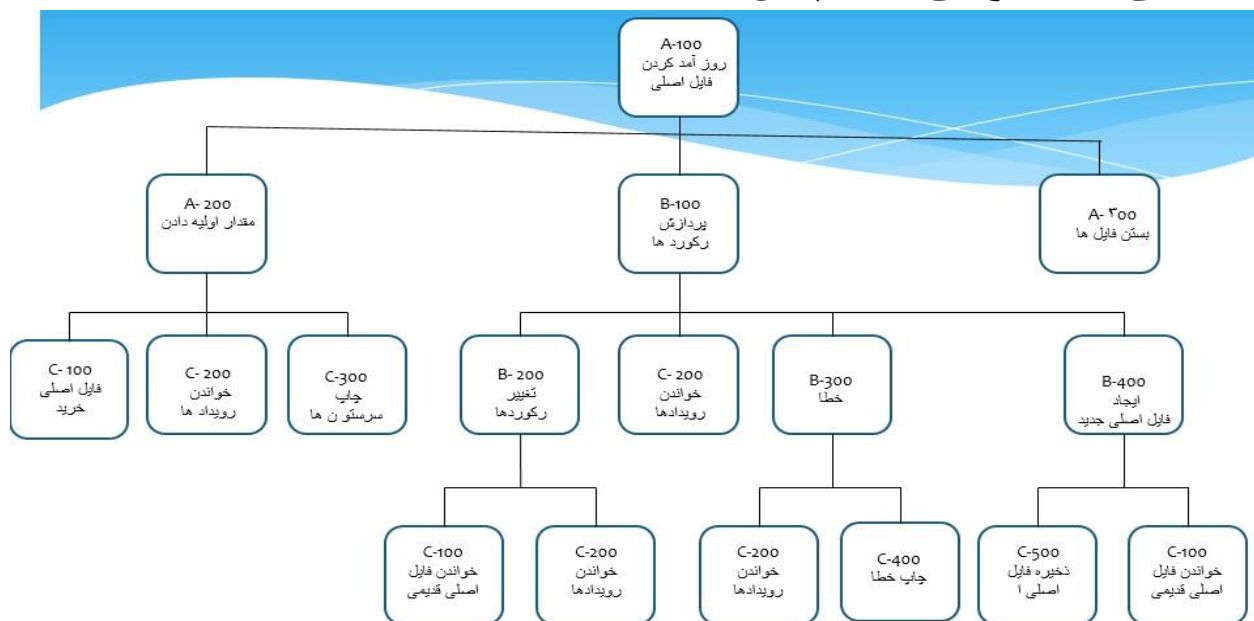 A-100
روز آمد کردن
فایل اصلی
A- 200
مقدار اولیه دادن
B-100
پردازش
رکورد ها
A- ۳00
بستن فایل ها
C- 100
فایل اصلی
خرید
C- 200
خواندن
رویداد ها
C-300
چاپ
سرستو ن ها
B- 200
تغییر
رکوردها
C- 200
خواندن
رویدادها
B-300
خطا
B-400
ایجاد
فایل اصلی جدید
C-100
خواندن فایل
اصلی قدیمی
C-200
خواندن
رویدادها
C-200
خواندن
رویدادها
C-400
چاپ خطا
C-500
ذخیره فایل
اصلی ا
C-100
خواندن فایل
اصلی قدیمی